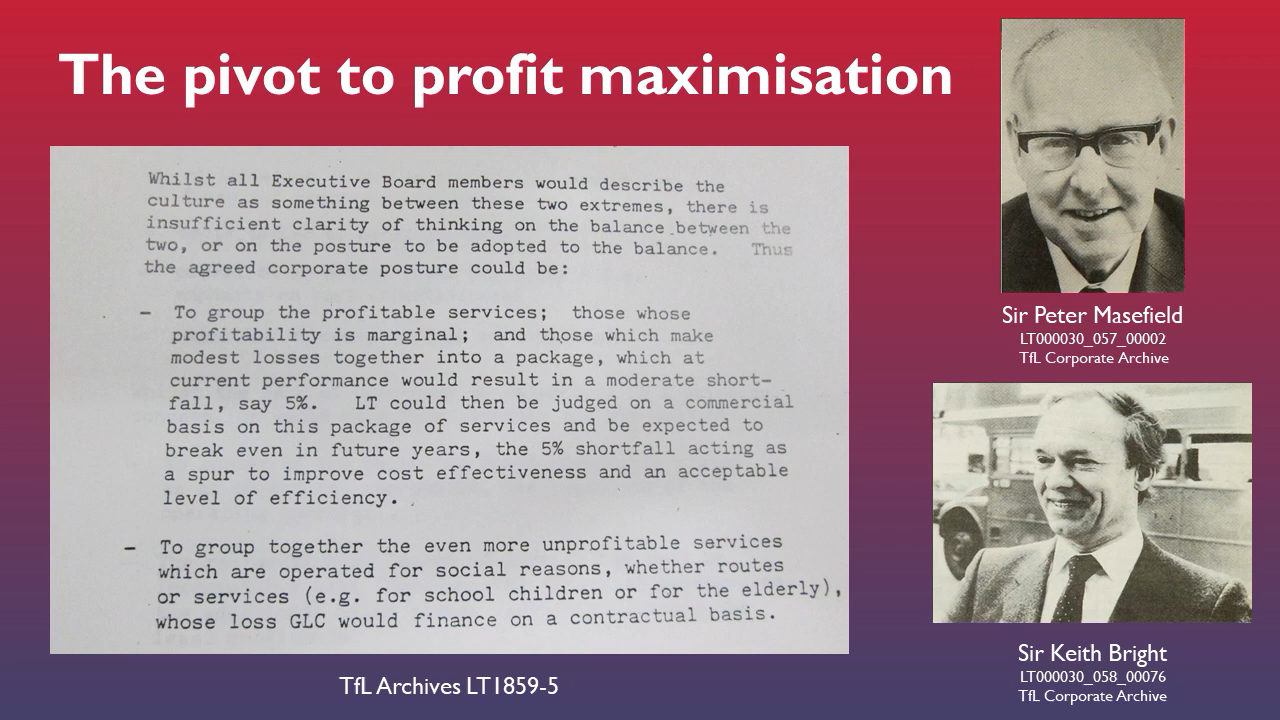 The pivot to profit maximisation
Whilst all Executive Board members would describe the
culture as something between these two extremes, there is
insufficient clarity of thinking on the balance between the
two, or on the posture to be adopted to the balance. Thus
the agreed corporate posture could be:
- To group the profitable services; those whose
profitability is marginal; and those which make
modest losses together into a package, which at
current performance would result in a moderate short-
fall, say 5%. LT could then be judged on a commercial
basis on this package of services and be expected to
break even in future years, the 5% shortfall acting as
a spur to improve cost effectiveness and an acceptable
level of efficiency.
- To group together the even more unprofitable services
which are operated for social reasons, whether routes
or services (e.g. for school children or for the elderly),
whose loss GLC would finance on a contractual basis.
TfL Archives LT1859-5
Sir Peter Masefield
LT000030_057_00002
TfL Corporate Archive
Sir Keith Bright
LT000030_058_00076
TfL Corporate Archive